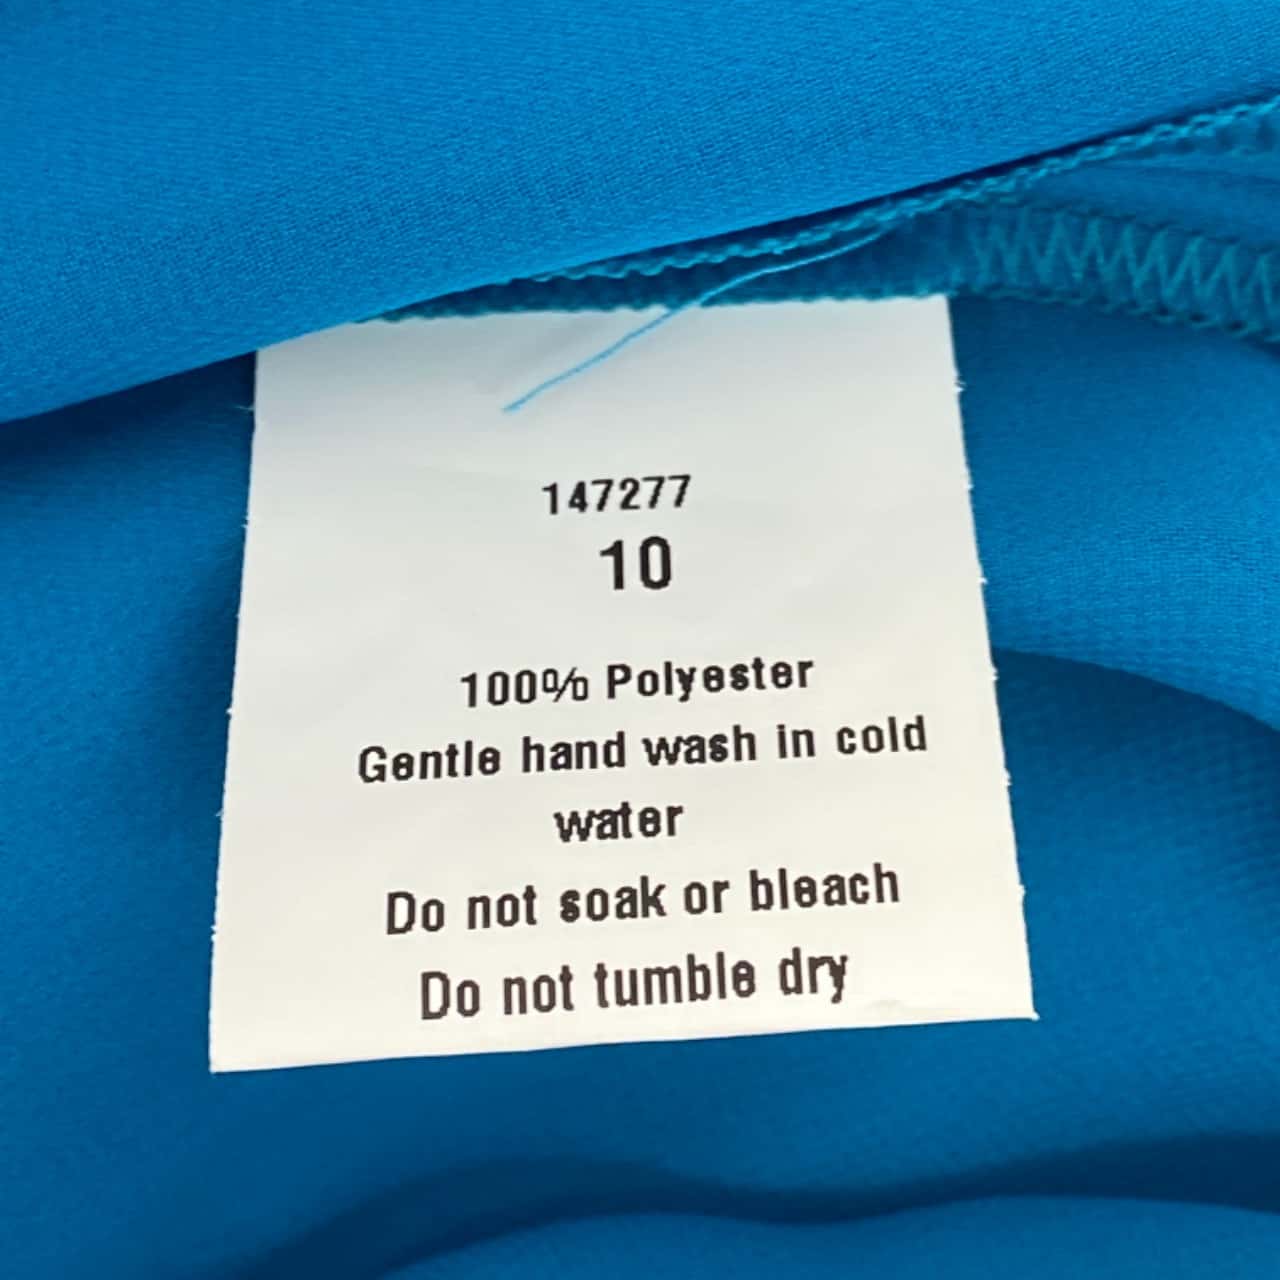 147277
10
100% Polyester
Gentle hand wash in cold
water
Do not soak or bleach
Do not tumble dry